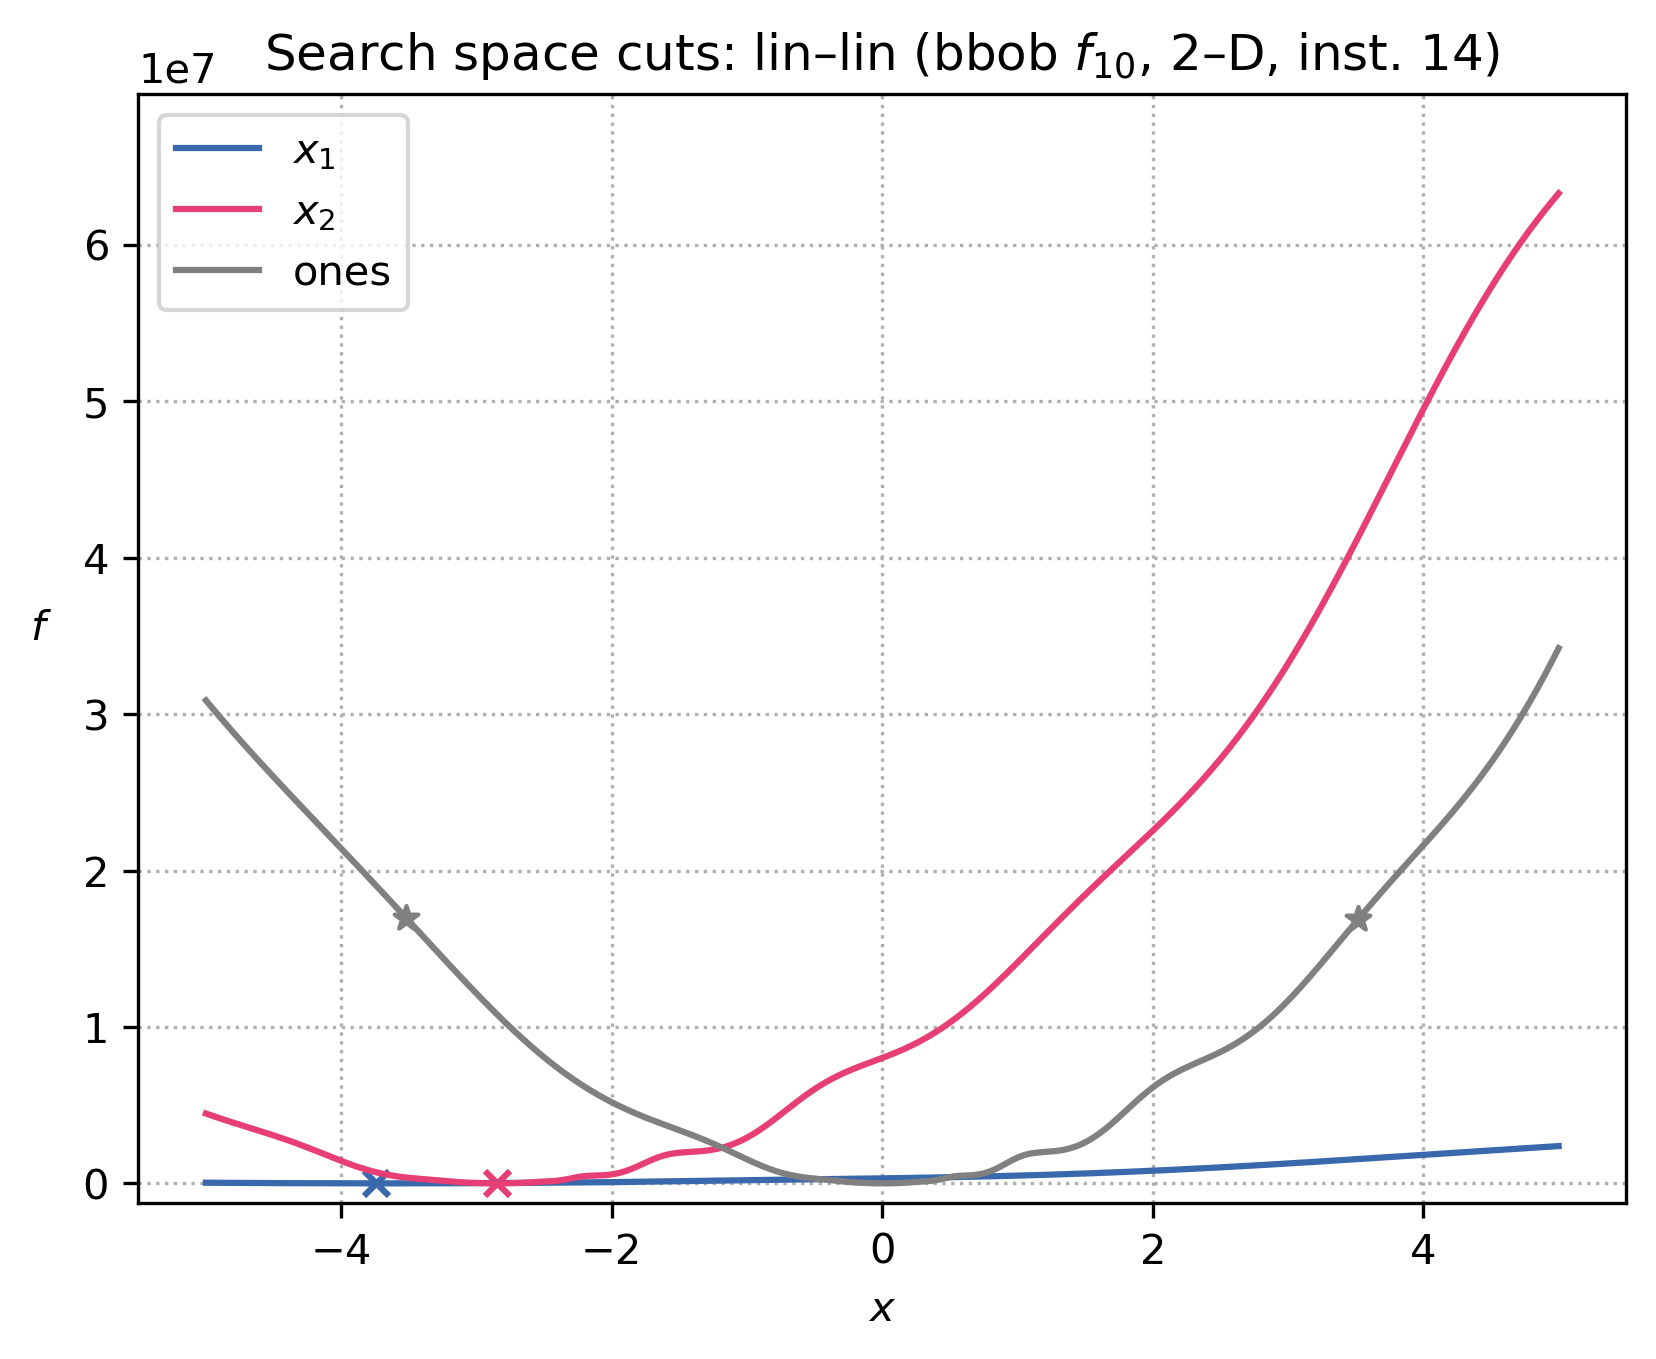 Search space cuts: lin–lin (bbob f10, 2–D, inst. 14)
1e7
x1
x2
ones
6
5
4
3
2
1
0
f
−4 −2 0 2 4
x